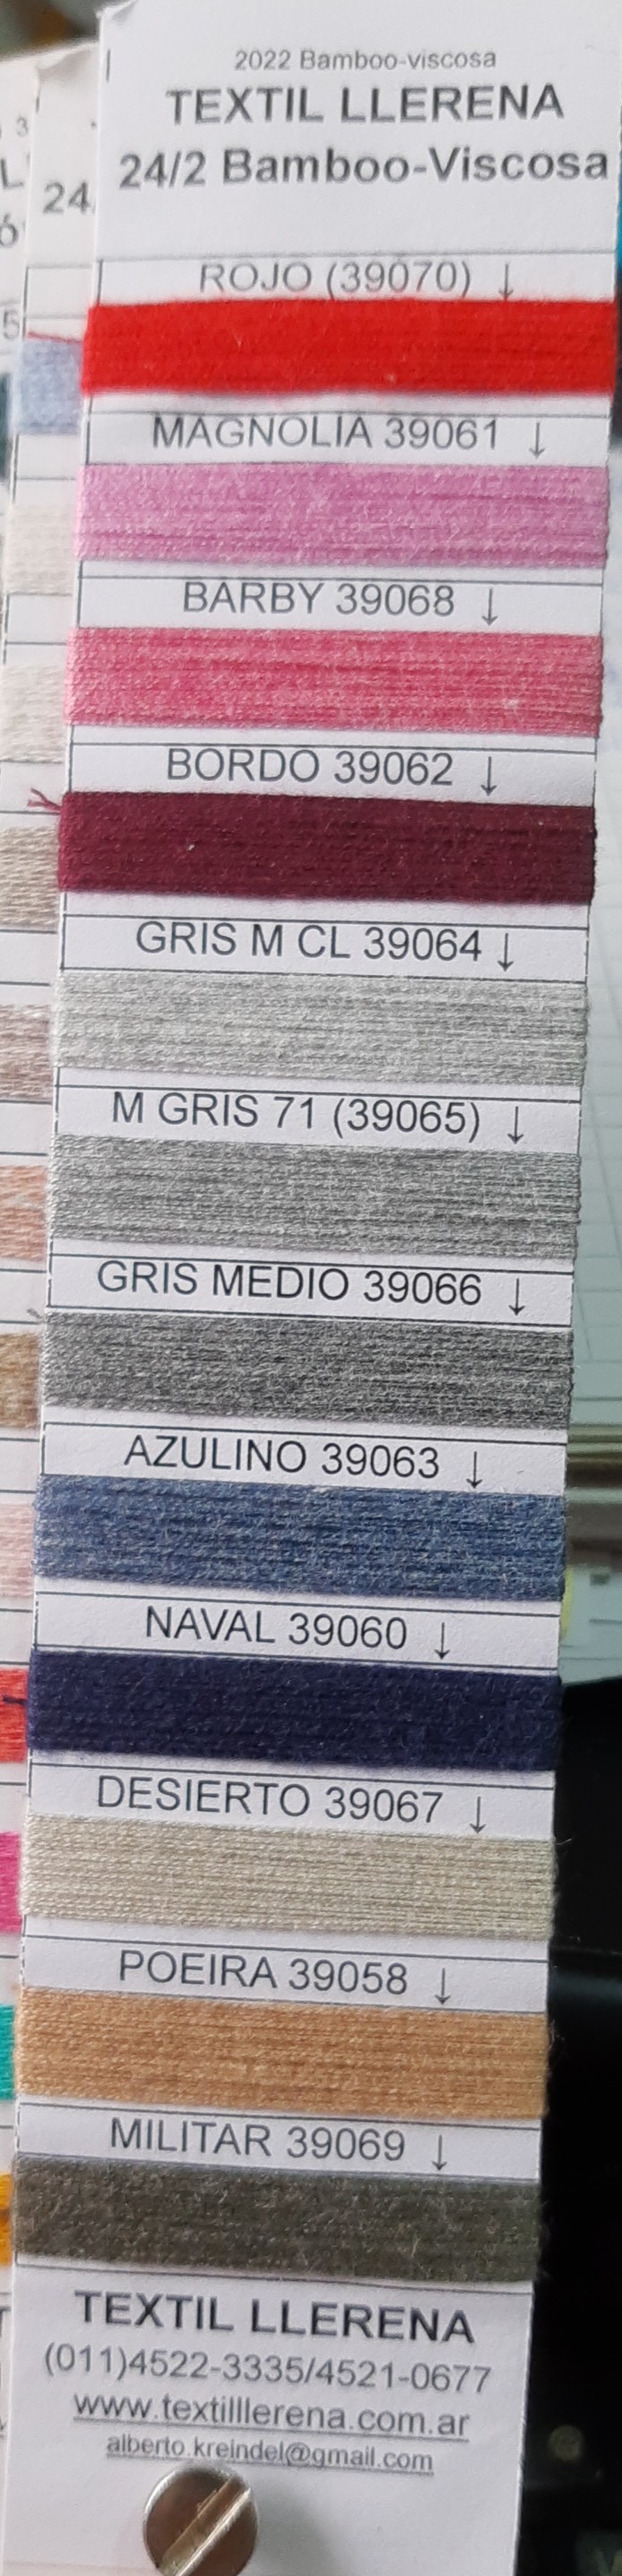 2022 Bamboo-viscosa
TEXTIL LLERENA
24/2 Bamboo-Viscosa
ROJO (39070) ↓
MAGNOLIA 39061 ↓
BARBY 39068 ↓
BORDO 39062 ↓
GRIS M CL 39064 ↓
M GRIS 71 (39065) ↓
GRIS MEDIO 39066 ↓
AZULINO 39063 ↓
NAVAL 39060 ↓
DESIERTO 39067 ↓
POEIRA 39058 ↓
MILITAR 39069 ↓
TEXTIL LLERENA
(011)4522-3335/4521-0677
www.textilllerena.com.ar
alberto.kreindel@gmail.com
24